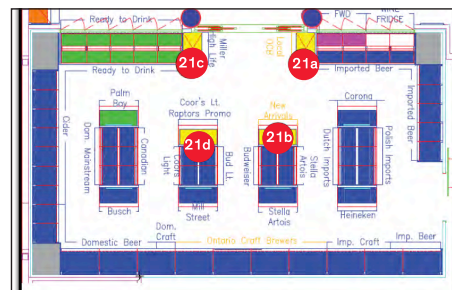 Ready to Drink
FWD
WINE
FRIDGE
Miller
High Life
21c
21a
Ready to Drink
Imported Beer
Palm
Bay
Coor's Lt.
Raptors Promo
New
Arrivals
Corona
Imported Beer
Cider
Dom. Mainstream
Canadian
21d
Coors
Light
Bud Lt.
21b
Budweiser
Stella
Artois
Dutch Imports
Polish Imports
Busch
Mill
Street
Stella
Artois
Heineken
Domestic Beer
Dom.
Craft
Ontario Craft Brewers
Imp. Craft
Imp. Beer